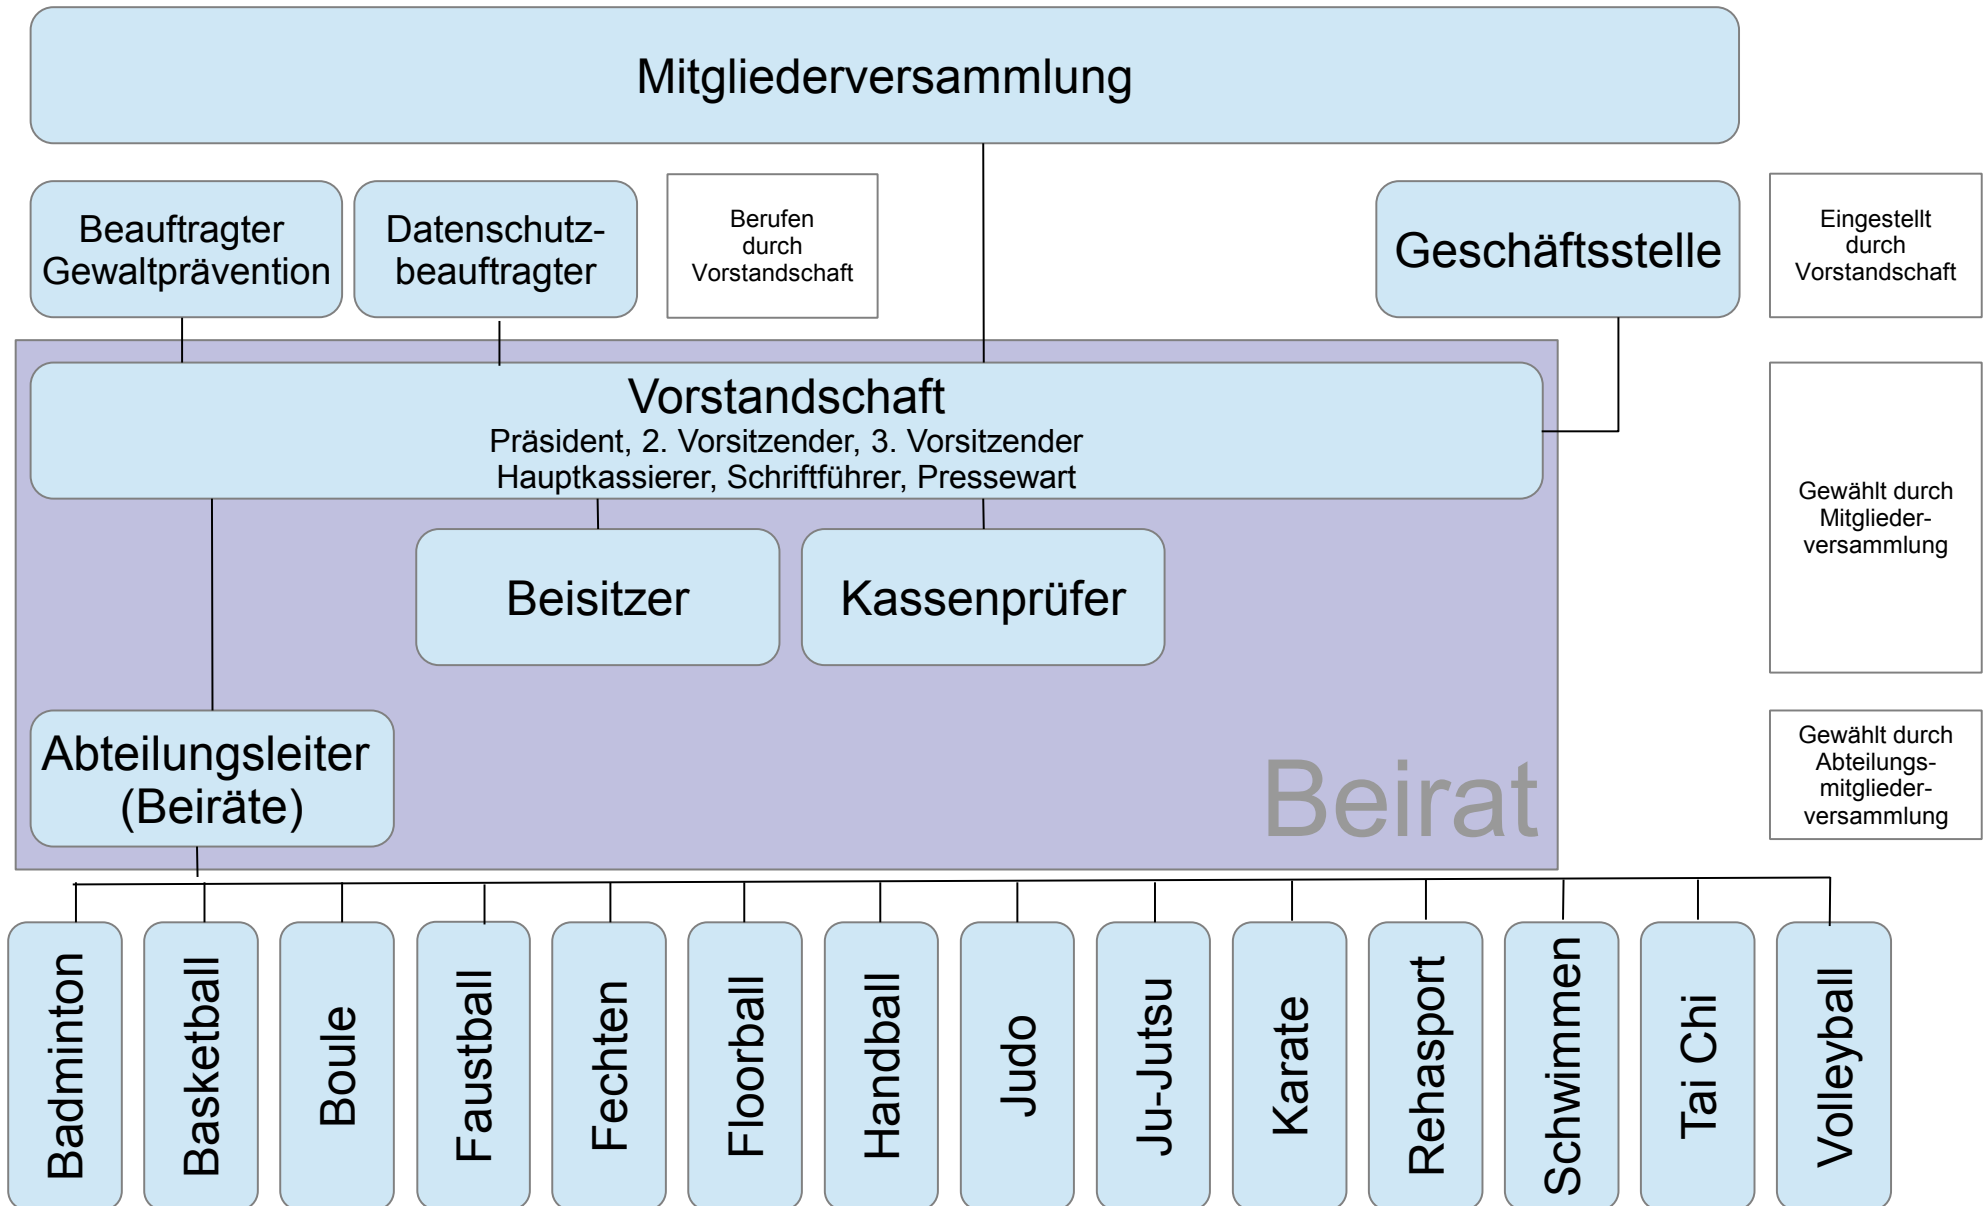 Mitgliederversammlung
Beauftragter
Gewaltprävention
Datenschutz-
beauftragter
Berufen
durch
Vorstandschaft
Geschäftsstelle
Eingestellt
durch
Vorstandschaft
Vorstandschaft
Präsident, 2. Vorsitzender, 3. Vorsitzender
Hauptkassierer, Schriftführer, Pressewart
Gewählt durch
Mitglieder-
versammlung
Beisitzer
Kassenprüfer
Abteilungsleiter
(Beiräte)
Beirat
Gewählt durch
Abteilungs-
mitglieder-
versammlung
Badminton
Basketball
Boule
Faustball
Fechten
Floorball
Handball
Judo
Ju-Jutsu
Karate
Rehasport
Schwimmen
Tai Chi
Volleyball